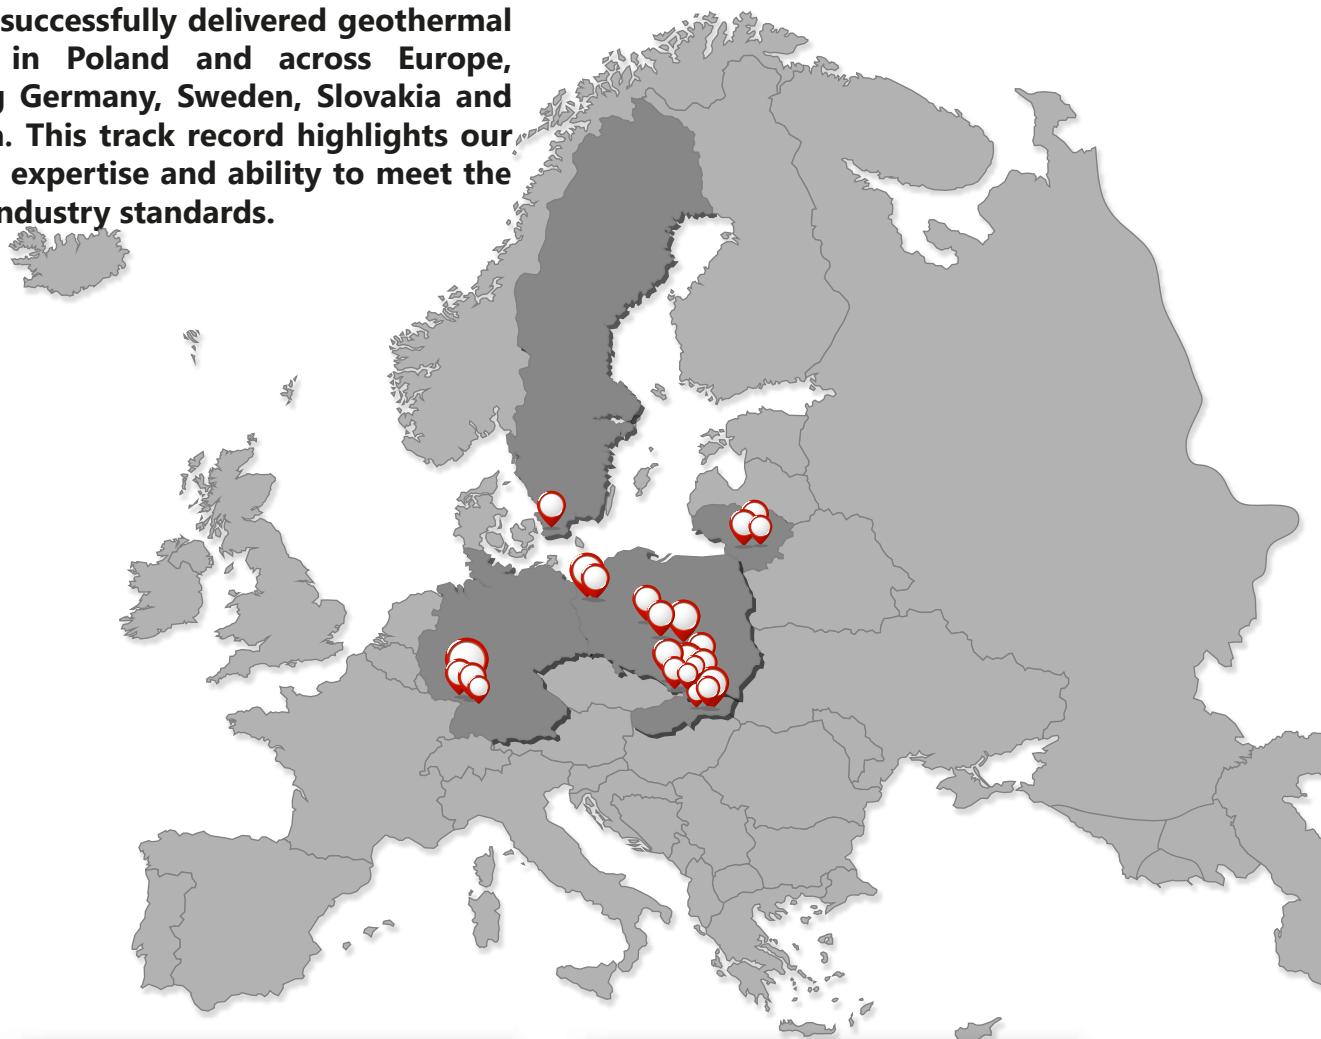 successfully delivered geothermal
in Poland and across Europe,
Germany, Sweden, Slovakia and
This track record highlights our
expertise and ability to meet the
industry standards.